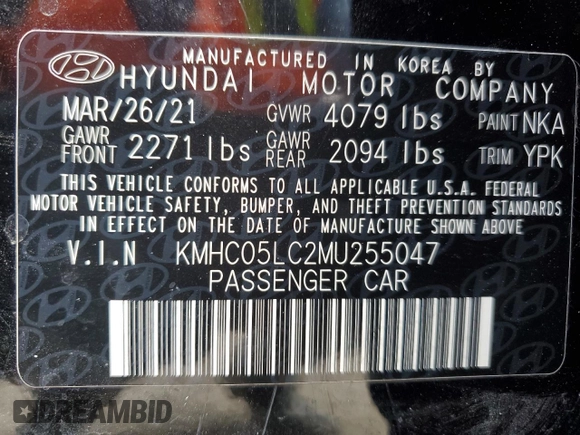 MANUFACTURED IN KOREA BY
HYUNDAI MOTOR COMPANY
MAR/26/21 GVWR 4079 lbs PAINT NKA
GAWR FRONT 2271 lbs GAWR REAR 2094 lbs TRIM YPK
THIS VEHICLE CONFORMS TO ALL APPLICABLE U.S.A. FEDERAL
MOTOR VEHICLE SAFETY, BUMPER, AND THEFT PREVENTION STANDARDS
IN EFFECT ON THE DATE OF MANUFACTURE SHOWN ABOVE.
V.I.N KMHC05LC2MU255047
PASSENGER CAR
DREAMBID